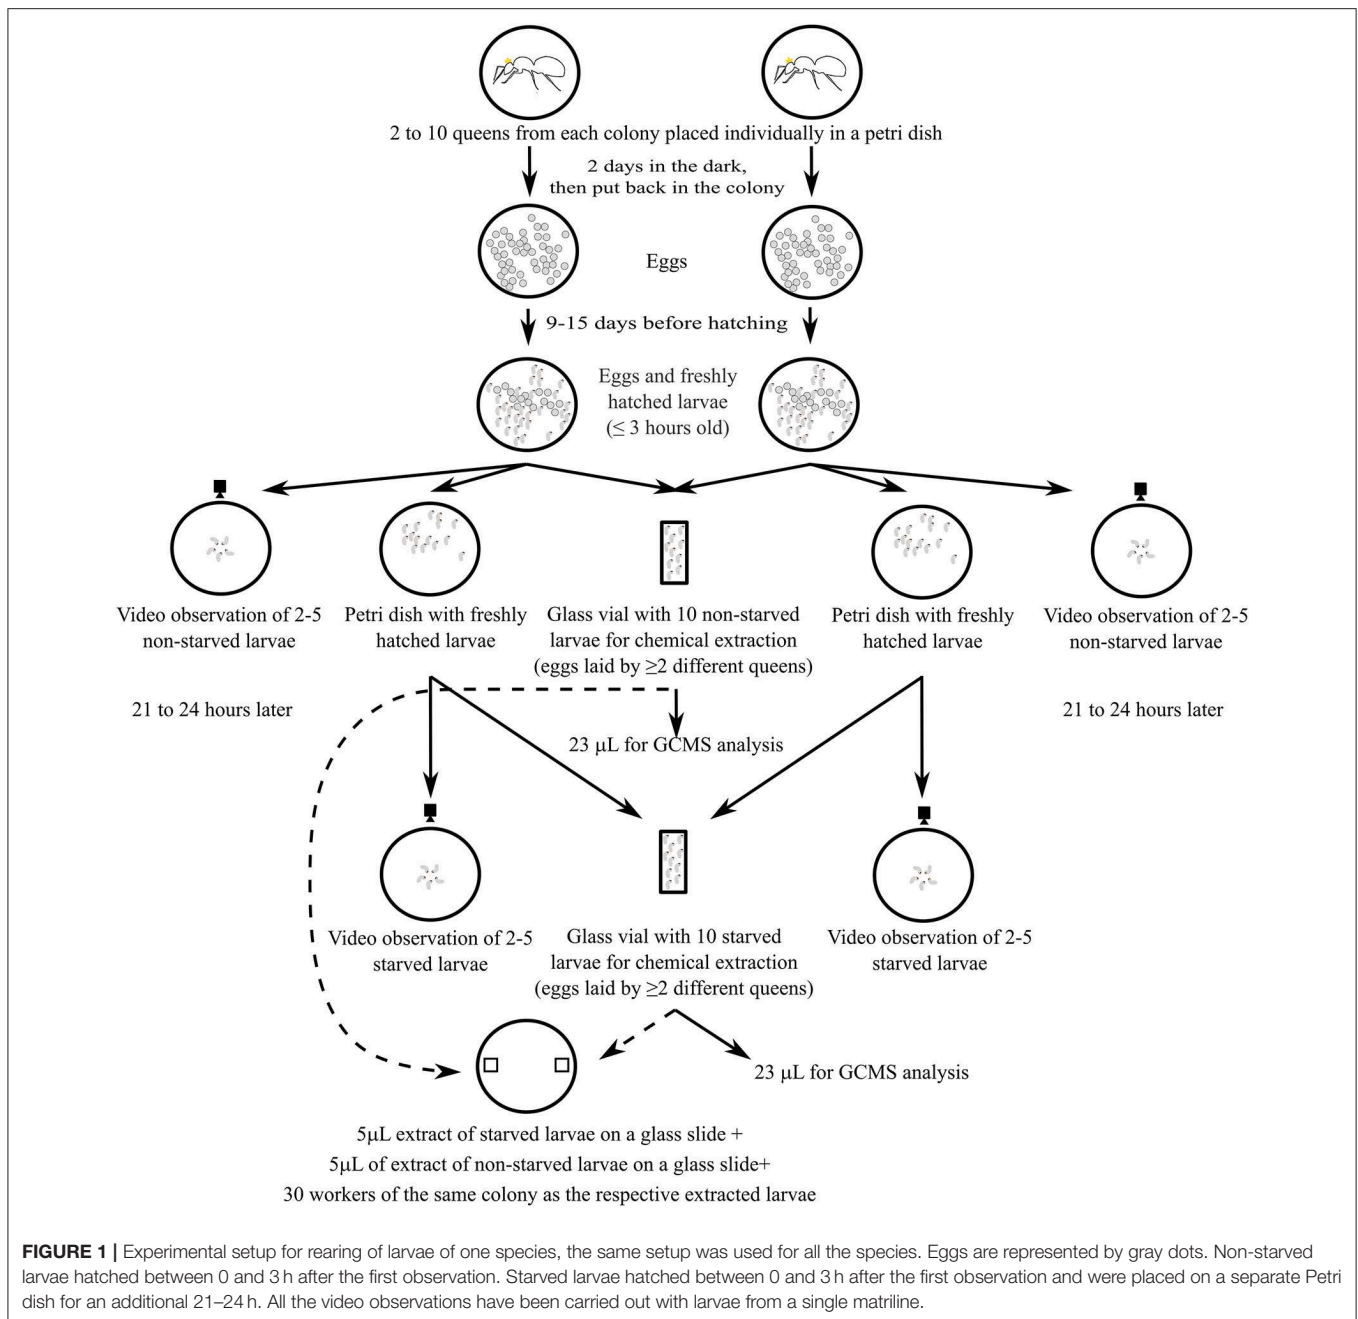 2 to 10 queens from each colony placed individually in a petri dish
2 days in the dark,
then put back in the colony
Eggs
9-15 days before hatching
Eggs and freshly
hatched larvae
(≤ 3 hours old)
Video observation of 2-5
non-starved larvae
Petri dish with freshly
hatched larvae
Glass vial with 10 non-starved
larvae for chemical extraction
(eggs laid by ≥2 different queens)
Petri dish with freshly
hatched larvae
Video observation of 2-5
non-starved larvae
21 to 24 hours later
21 to 24 hours later
23 μL for GCMS analysis
Video observation of 2-5
starved larvae
Glass vial with 10 starved
larvae for chemical extraction
(eggs laid by ≥2 different queens)
Video observation of 2-5
starved larvae
23 μL for GCMS analysis
5μL extract of starved larvae on a glass slide +
5μL of extract of non-starved larvae on a glass slide+
30 workers of the same colony as the respective extracted larvae
FIGURE 1 | Experimental setup for rearing of larvae of one species, the same setup was used for all the species. Eggs are represented by gray dots. Non-starved
larvae hatched between 0 and 3 h after the first observation. Starved larvae hatched between 0 and 3 h after the first observation and were placed on a separate Petri
dish for an additional 21–24 h. All the video observations have been carried out with larvae from a single matriline.